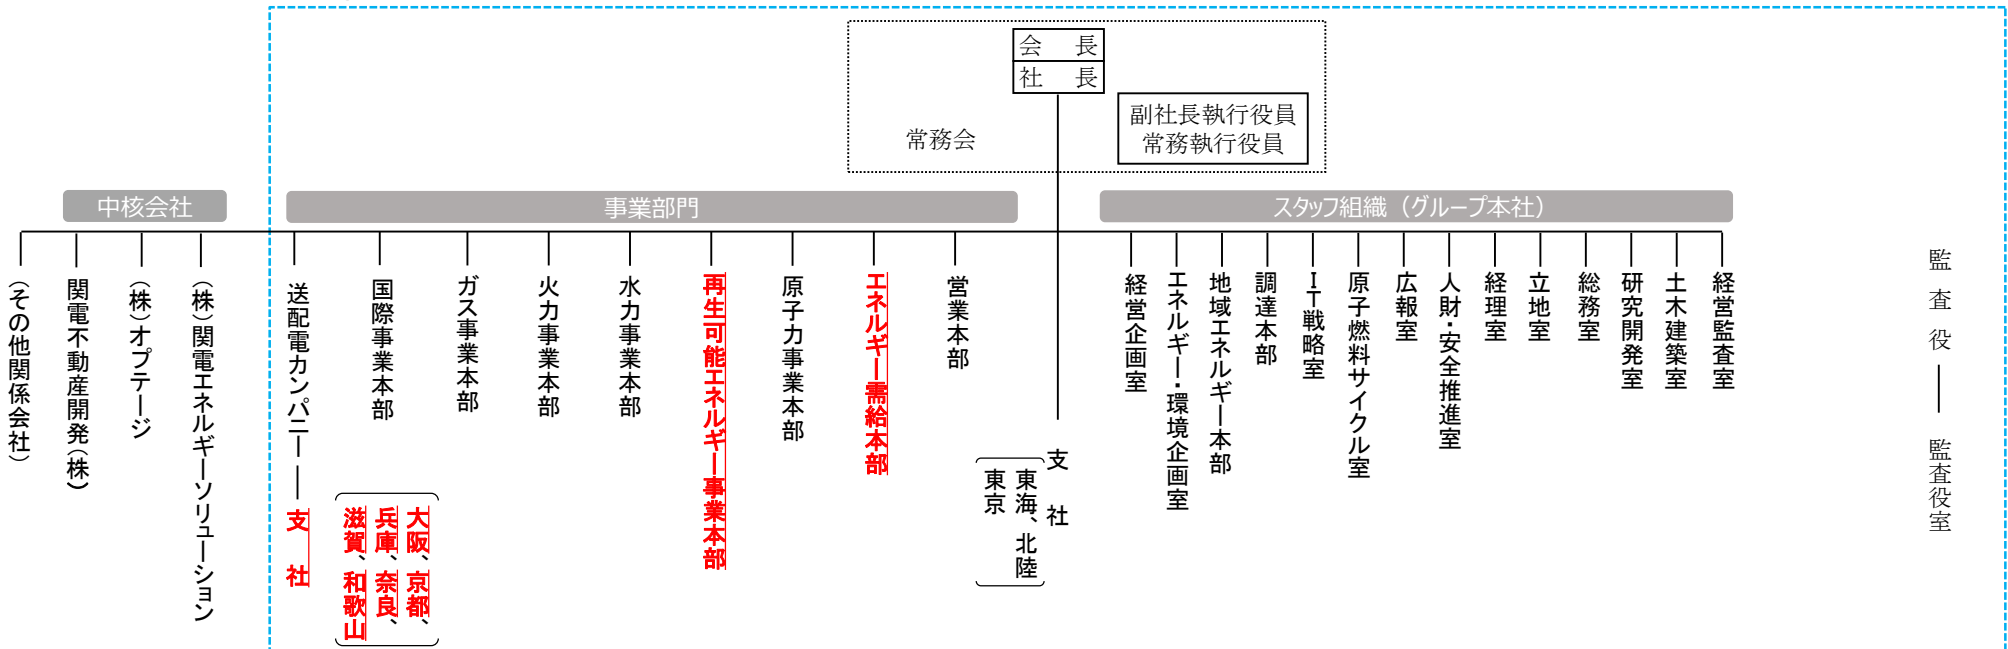 会　長
社　長
副社長執行役員
常務執行役員
常務会
中核会社
事業部門
スタッフ組織（グループ本社）
（その他関係会社）
関電不動産開発（株）
（株）オプテージ
（株）関電エネルギーソリューション
送配電カンパニー
支　社
大阪、京都、
兵庫、奈良、
滋賀、和歌山
国際事業本部
ガス事業本部
火力事業本部
水力事業本部
再生可能エネルギー事業本部
原子力事業本部
エネルギー需給本部
営業本部
支　社
東海、北陸
東京
経営企画室
エネルギー・環境企画室
地域エネルギー本部
調達本部
IT戦略室
原子燃料サイクル室
広報室
人財・安全推進室
経理室
立地室
総務室
研究開発室
土木建築室
経営監査室
監　査　役
監査役室